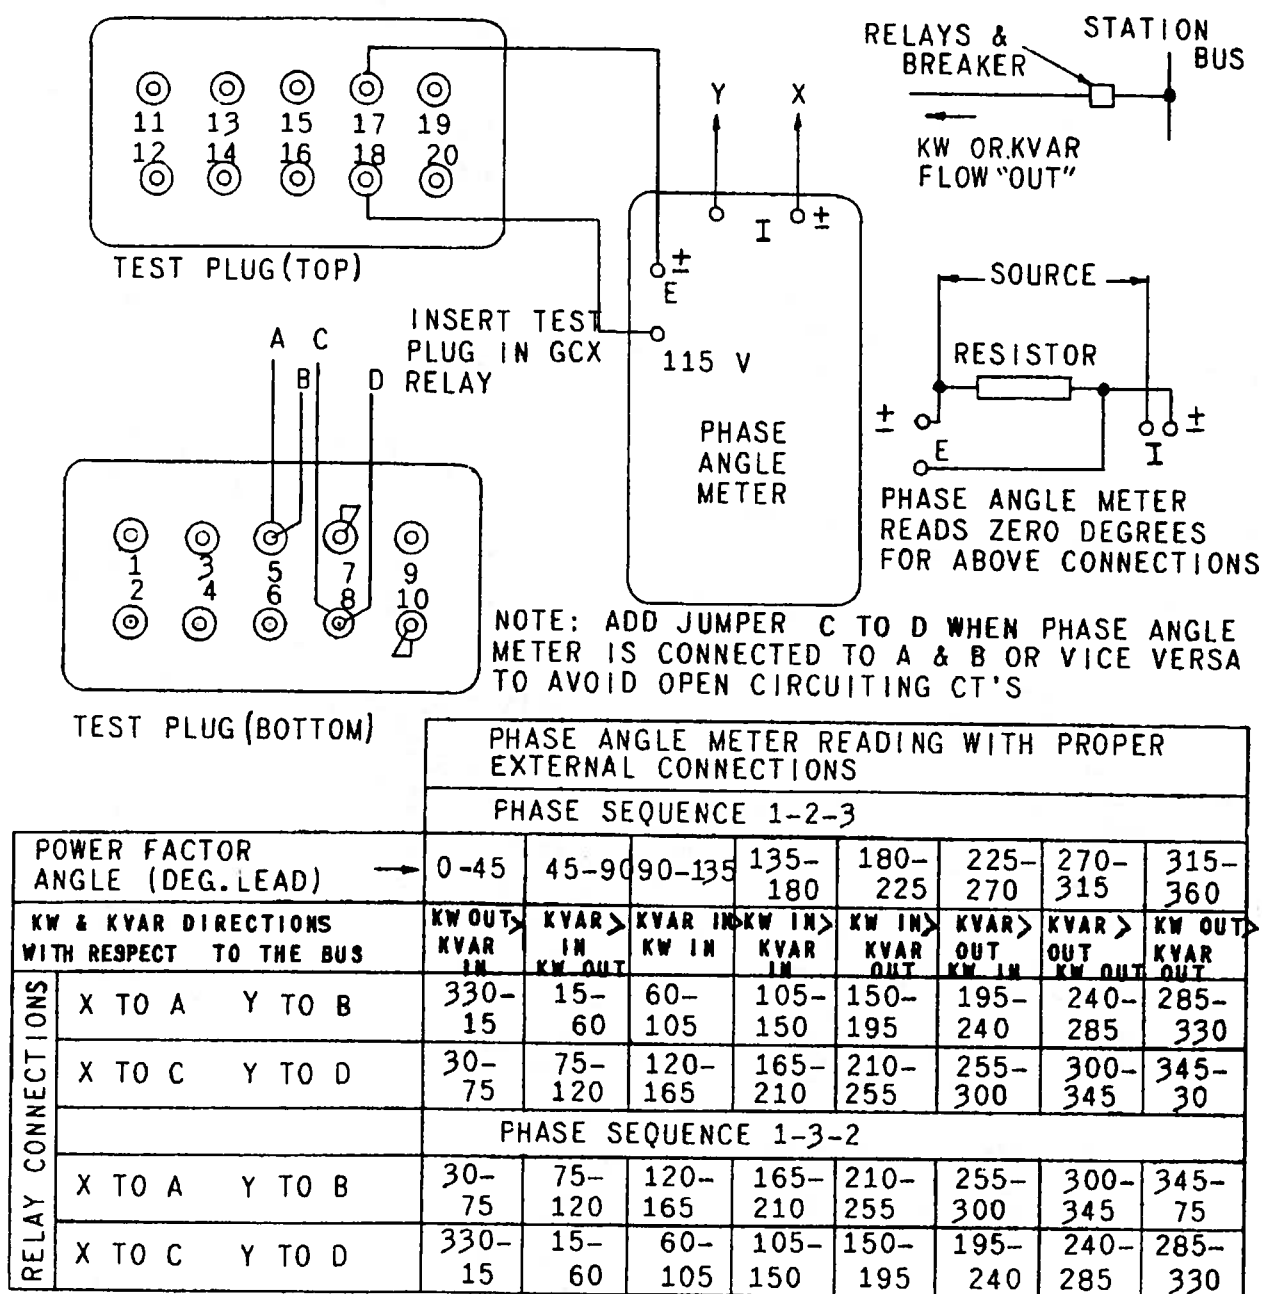 RELAYS & BREAKER
STATION BUS
KW OR.KVAR
FLOW "OUT"
11 13 15 17 19
12 14 16 18 20
TEST PLUG (TOP)
Y X
I ±
±
E
115 V
PHASE
ANGLE
METER
INSERT TEST
PLUG IN GCX
RELAY
A C
B D
SOURCE
RESISTOR
± E
I ±
PHASE ANGLE METER
READS ZERO DEGREES
FOR ABOVE CONNECTIONS
1 3 5 7 9
2 4 6 8 10
TEST PLUG (BOTTOM)
NOTE: ADD JUMPER C TO D WHEN PHASE ANGLE
METER IS CONNECTED TO A & B OR VICE VERSA
TO AVOID OPEN CIRCUITING CT'S
PHASE ANGLE METER READING WITH PROPER
EXTERNAL CONNECTIONS
PHASE SEQUENCE 1-2-3
POWER FACTOR
ANGLE (DEG. LEAD)
0-45 45-90 90-135 135-180 180-225 225-270 270-315 315-360
KW & KVAR DIRECTIONS
WITH RESPECT TO THE BUS
KW OUT> KVAR IN
KVAR> IN KW OUT
KVAR IN> KW IN
KW IN> KVAR IN
KW IN> KVAR OUT
KVAR> OUT KW IN
KVAR> OUT KW OUT
KW OUT> KVAR OUT
RELAY CONNECTIONS
X TO A Y TO B 330-15 15-60 60-105 105-150 150-195 195-240 240-285 285-330
X TO C Y TO D 30-75 75-120 120-165 165-210 210-255 255-300 300-345 345-30
PHASE SEQUENCE 1-3-2
X TO A Y TO B 30-75 75-120 120-165 165-210 210-255 255-300 300-345 345-75
X TO C Y TO D 330-15 15-60 60-105 105-150 150-195 195-240 240-285 285-330